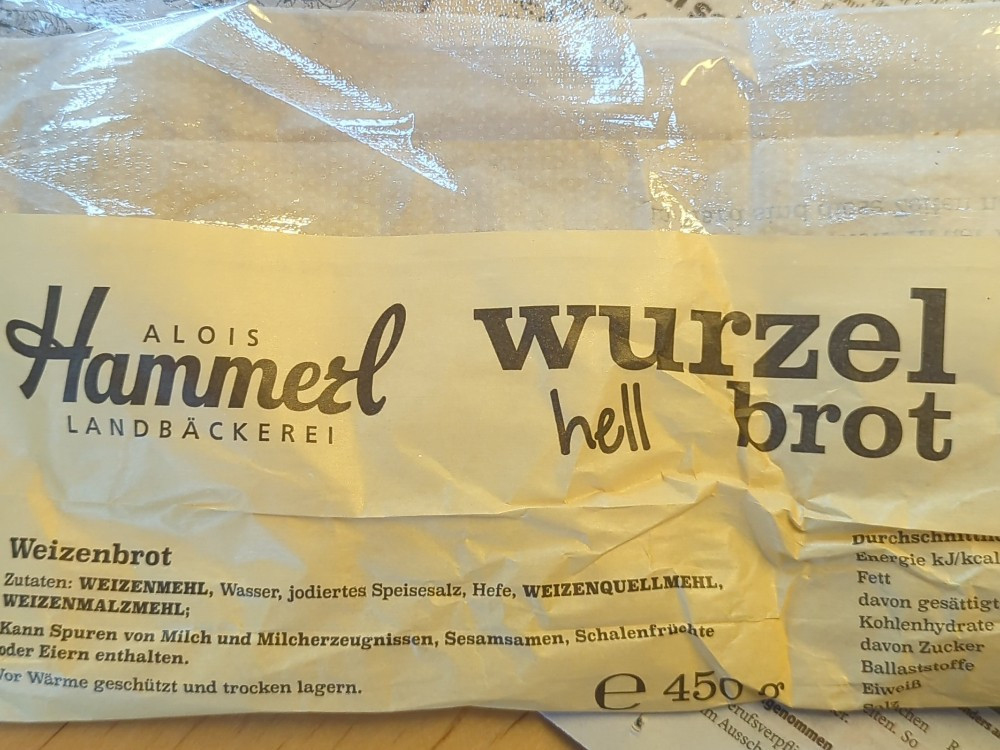 ALOIS
Hammerl
LANDBÄCKEREI
wurzel
hell brot
Weizenbrot
Zutaten: WEIZENMEHL, Wasser, jodiertes Speisesalz, Hefe, WEIZENQUELLMEHL,
WEIZENMALZMEHL;
Kann Spuren von Milch und Milcherzeugnissen, Sesamsamen, Schalenfrüchte
oder Eiern enthalten.
Vor Wärme geschützt und trocken lagern.
e 450 g
Energie kJ/kcal
Fett
davon gesättigt
Kohlenhydrate
davon Zucker
Ballaststoffe
Eiweiß